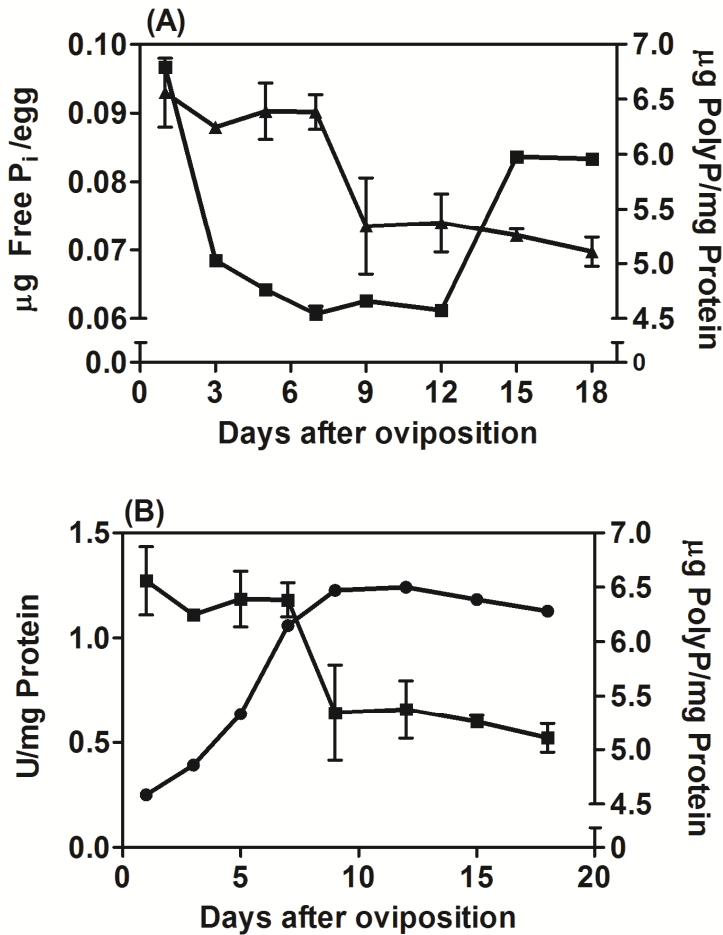 (A)
0.10
0.09
0.08
0.07
0.06
0.0
µg Free Pi /egg
7.0
6.5
6.0
5.5
5.0
4.5
0
µg PolyP/mg Protein
0 3 6 9 12 15 18
Days after oviposition
(B)
1.5
1.0
0.5
0.0
U/mg Protein
7.0
6.5
6.0
5.5
5.0
4.5
0
µg PolyP/mg Protein
0 5 10 15 20
Days after oviposition